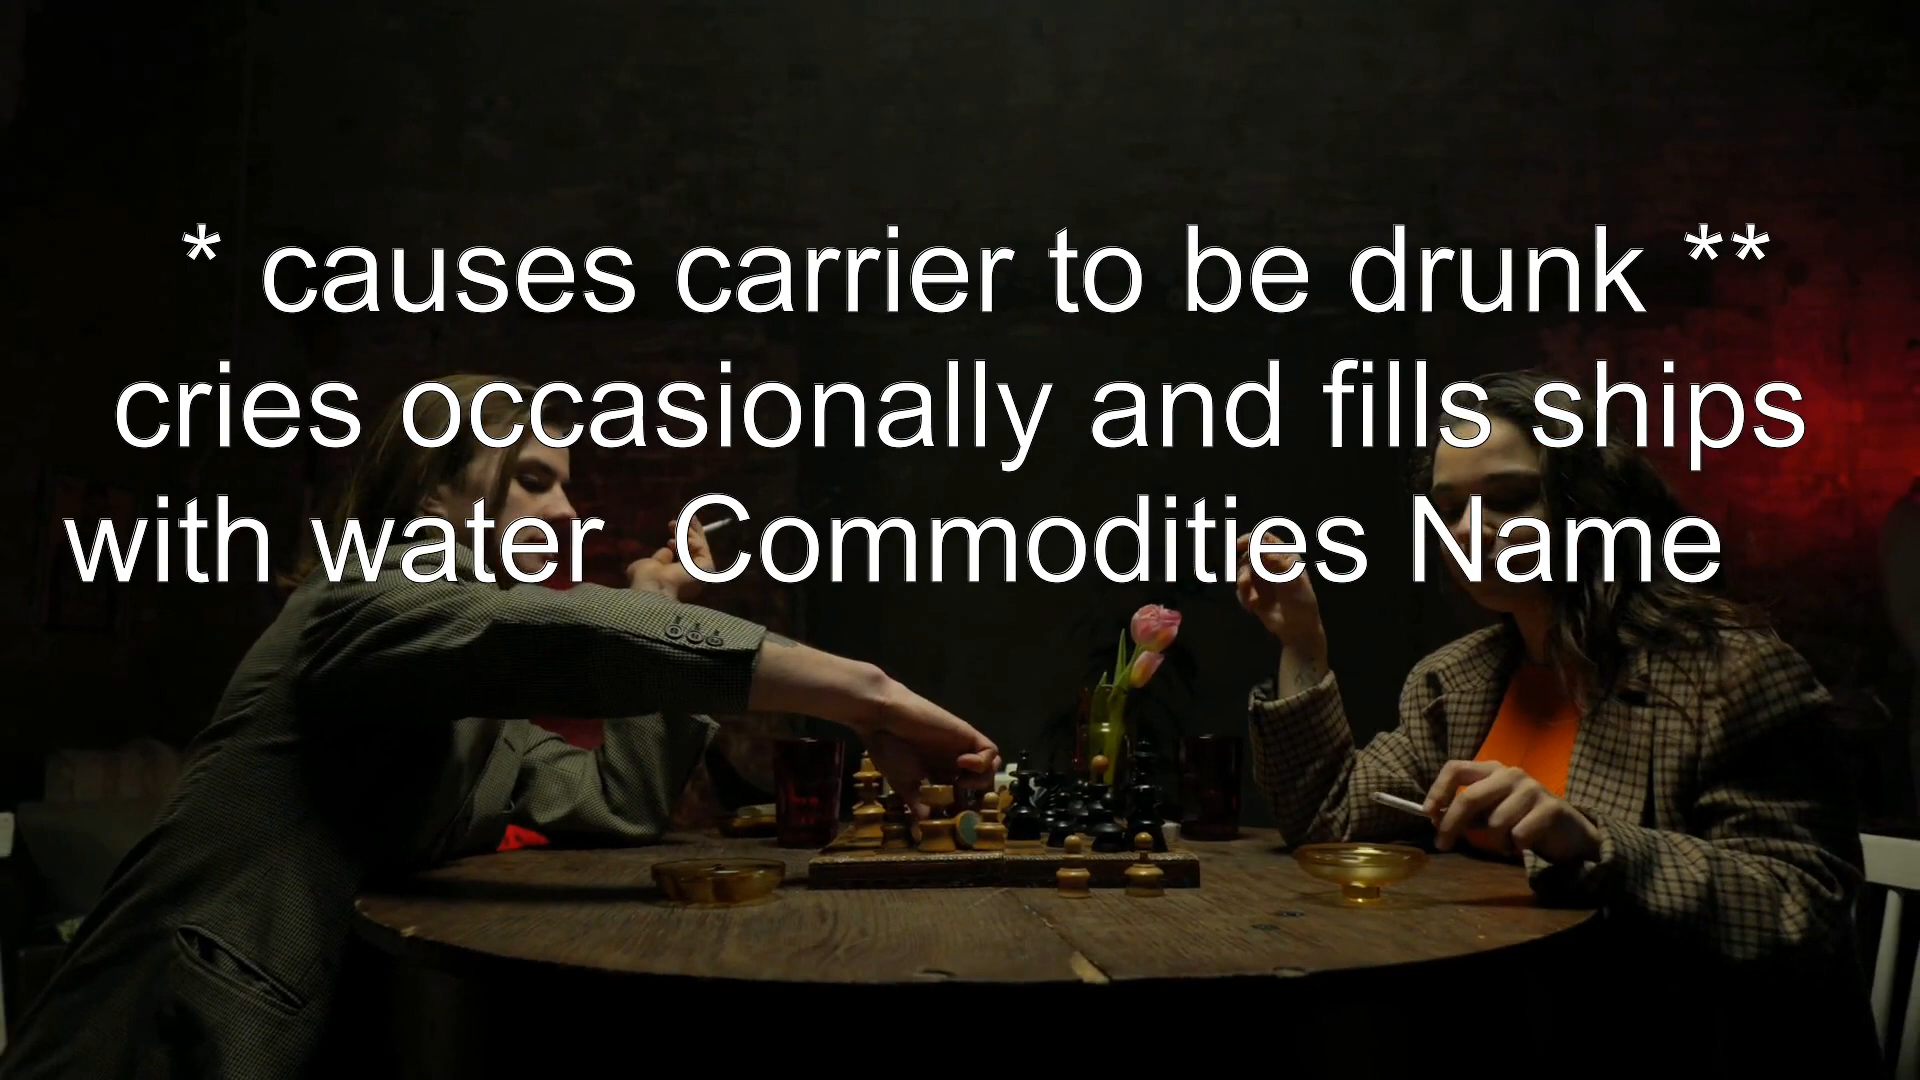 * causes carrier to be drunk **
cries occasionally and fills ships
with water  Commodities Name